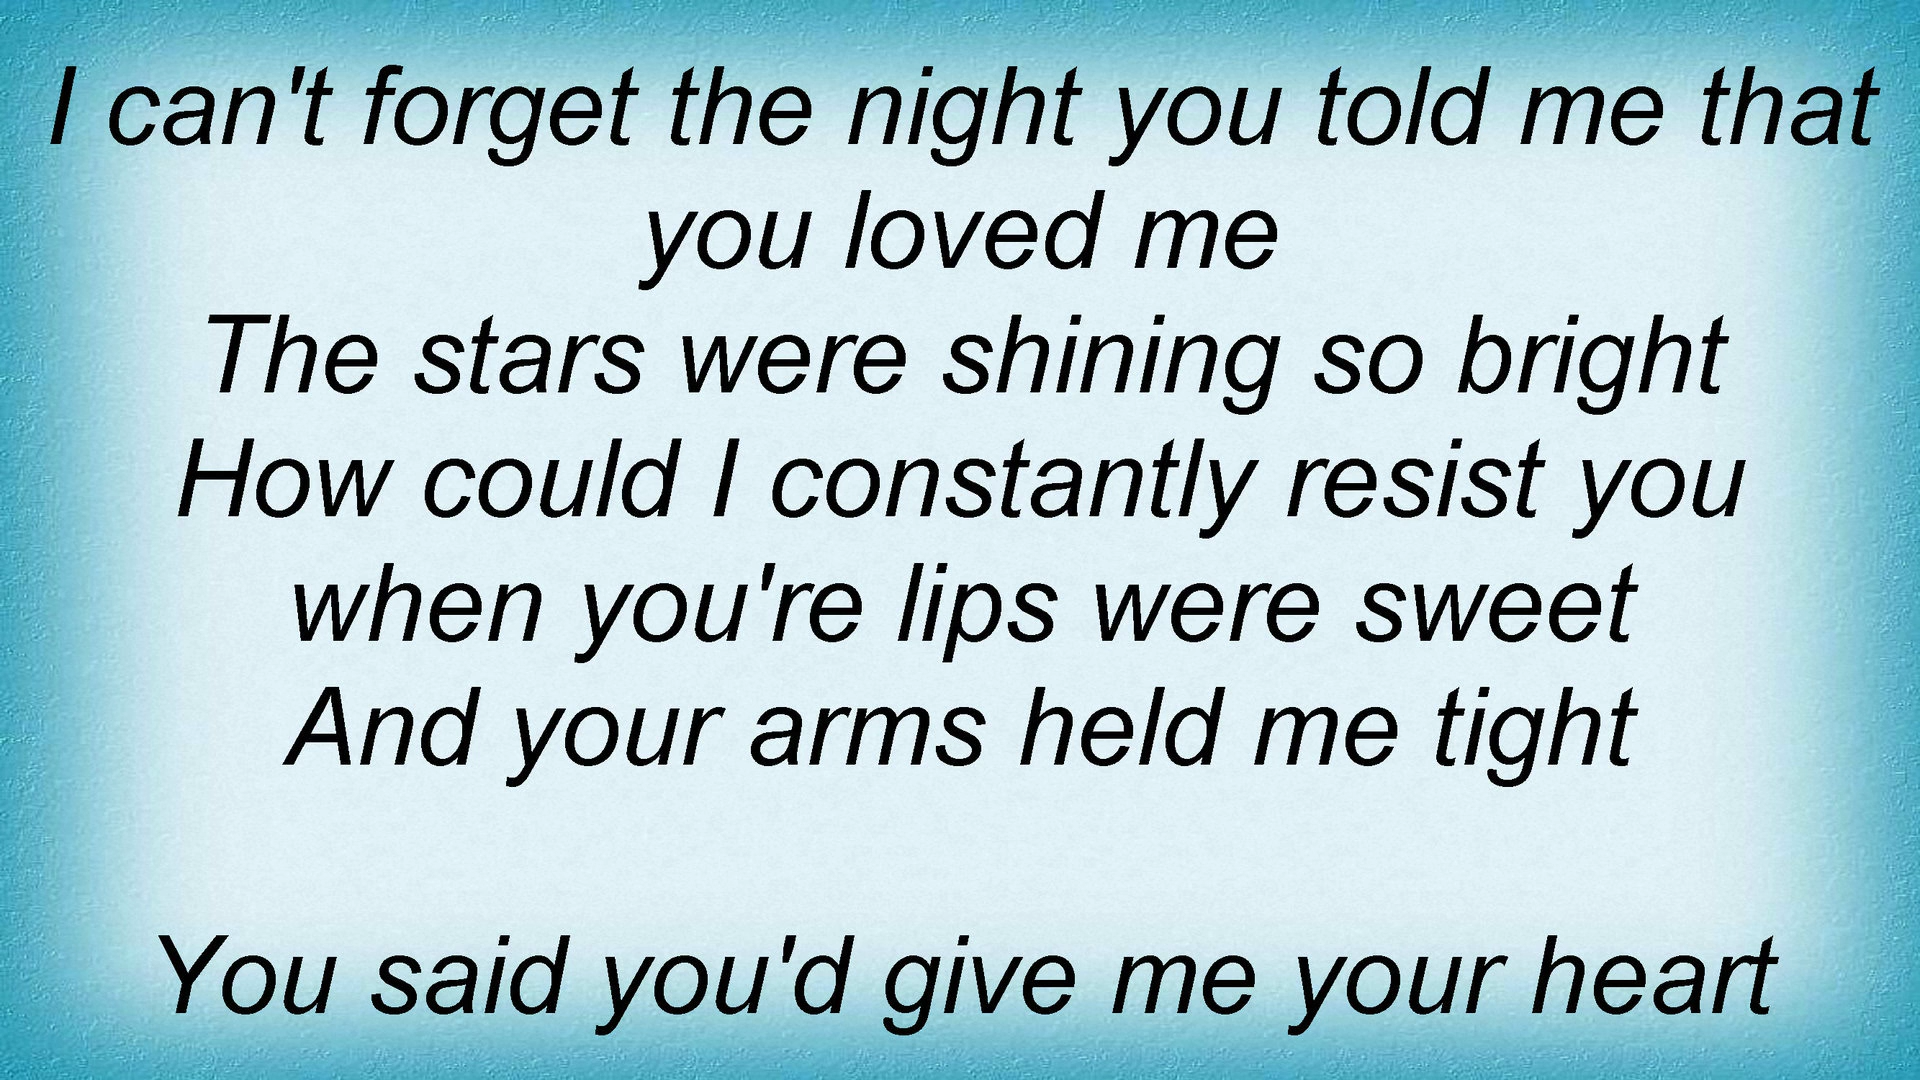 I can't forget the night you told me that
you loved me
The stars were shining so bright
How could I constantly resist you
when you're lips were sweet
And your arms held me tight

You said you'd give me your heart